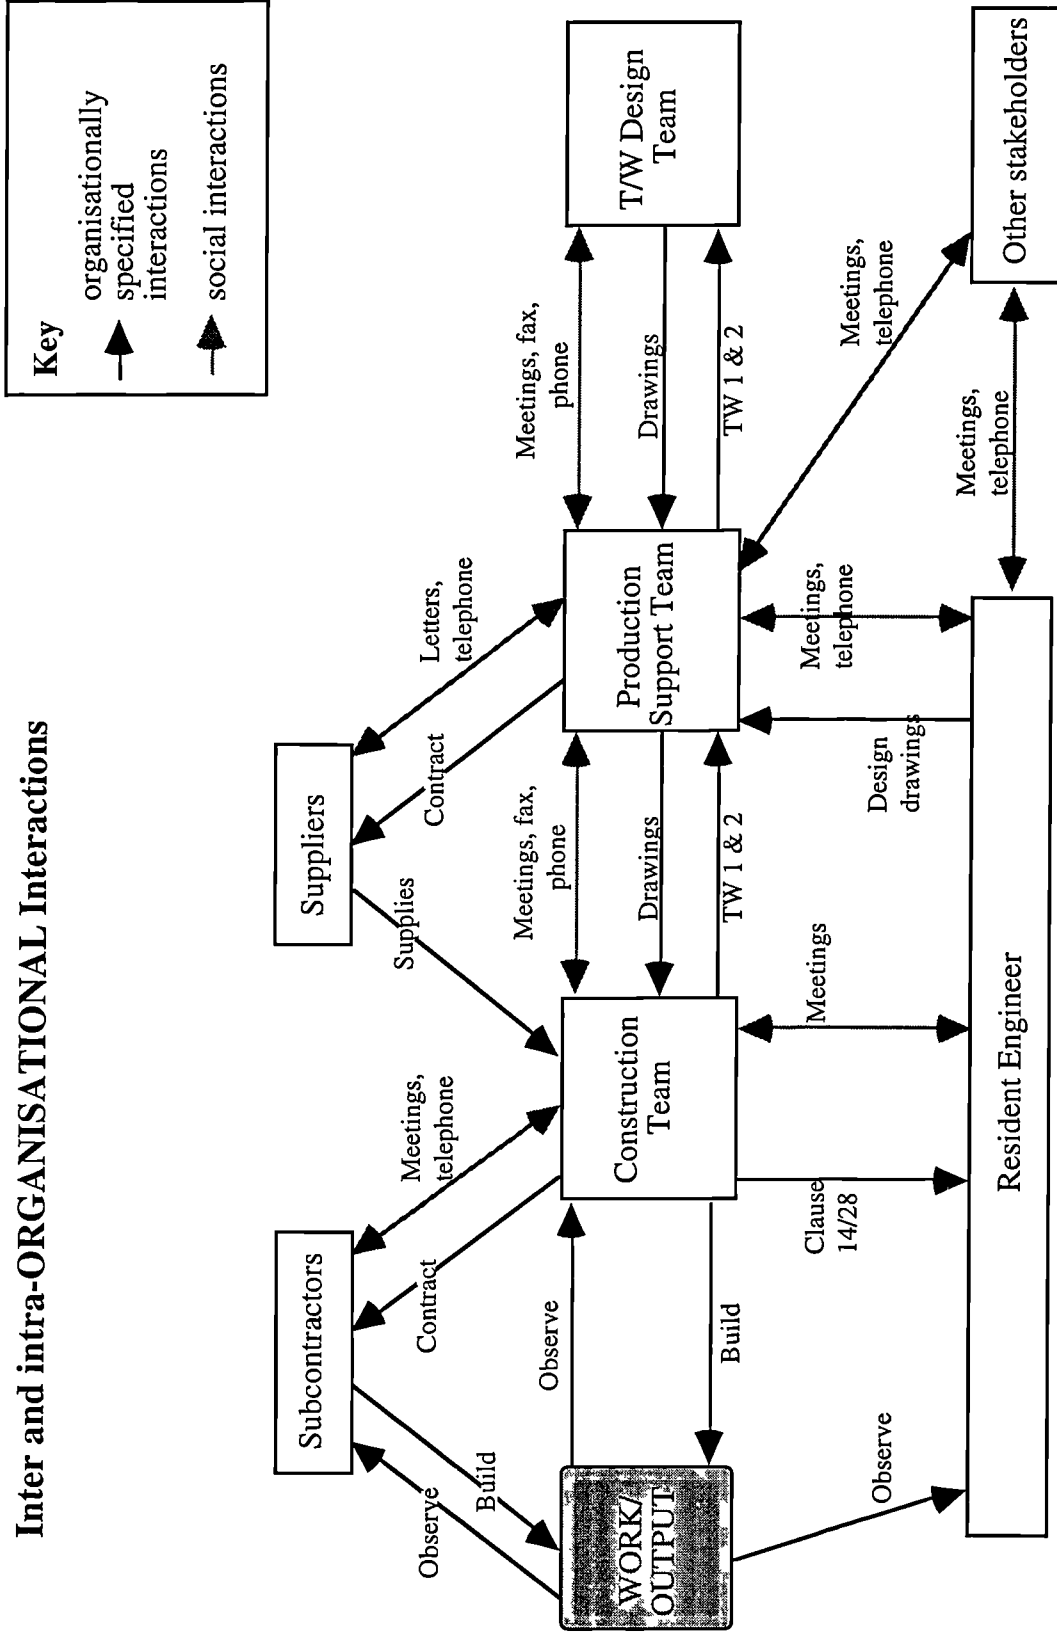 Inter and intra-ORGANISATIONAL Interactions
Key
organisationally
specified
interactions
social interactions
Subcontractors
Suppliers
Observe
Build
Contract
Meetings,
telephone
Supplies
Contract
Letters,
telephone
WORK/
OUTPUT
Observe
Build
Construction
Team
Meetings, fax,
phone
Drawings
TW 1 & 2
Production
Support Team
Meetings, fax,
phone
Drawings
TW 1 & 2
T/W Design
Team
Observe
Clause
14/28
Meetings
Design
drawings
Meetings,
telephone
Meetings,
telephone
Resident Engineer
Meetings,
telephone
Other stakeholders